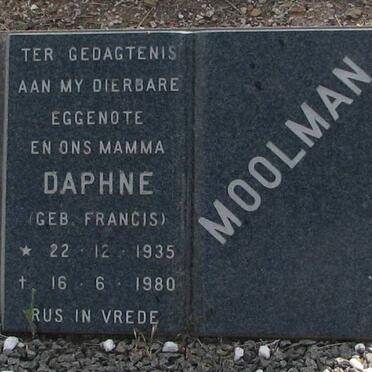 TER GEDAGTENIS
AAN MY DIERBARE
EGGENOTE
EN ONS MAMMA
DAPHNE
(GEB. FRANCIS)
★ 22 · 12 · 1935
† 16 · 6 · 1980
RUS IN VREDE
MOOLMAN